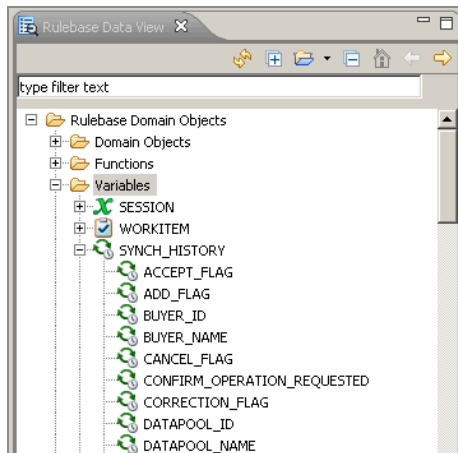 Rulebase Data View
type filter text
Rulebase Domain Objects
Domain Objects
Functions
Variables
SESSION
WORKITEM
SYNCH_HISTORY
ACCEPT_FLAG
ADD_FLAG
BUYER_ID
BUYER_NAME
CANCEL_FLAG
CONFIRM_OPERATION_REQUESTED
CORRECTION_FLAG
DATAPOOL_ID
DATAPOOL_NAME